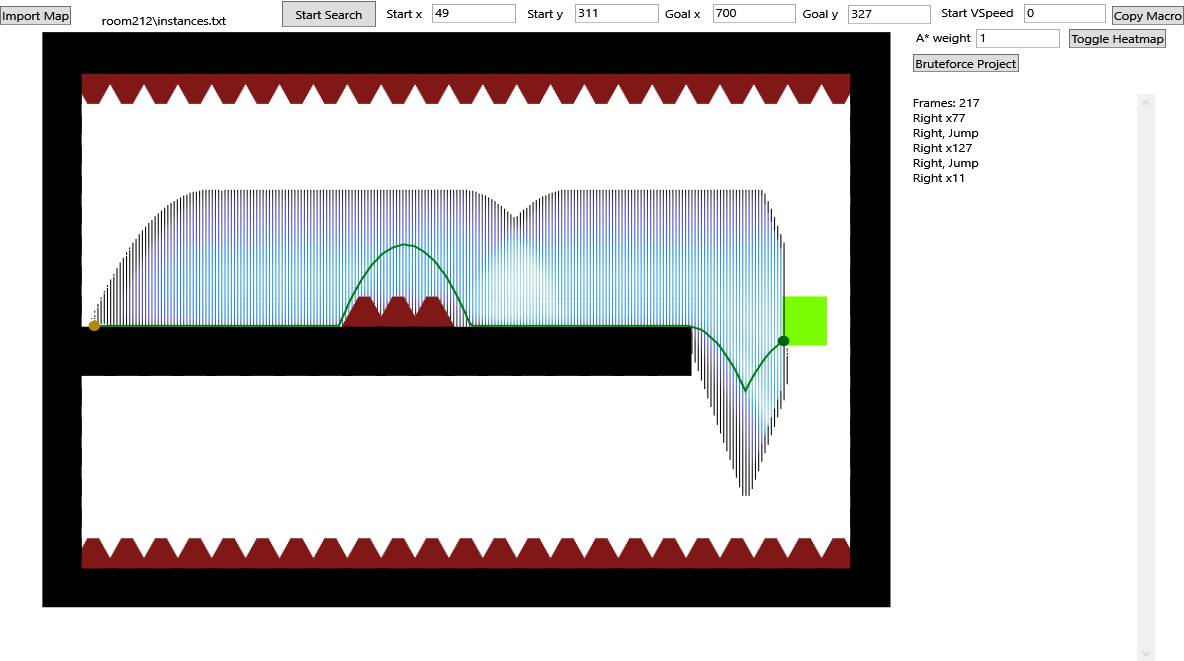 Import Map
room212\instances.txt
Start Search
Start x 49
Start y 311
Goal x 700
Goal y 327
Start VSpeed 0
Copy Macro
A* weight 1
Toggle Heatmap
Bruteforce Project
Frames: 217
Right x77
Right, Jump
Right x127
Right, Jump
Right x11